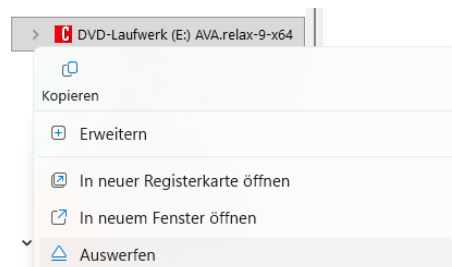 DVD-Laufwerk (E:) AVA.relax-9-x64
Kopieren
Erweitern
In neuer Registerkarte öffnen
In neuem Fenster öffnen
Auswerfen